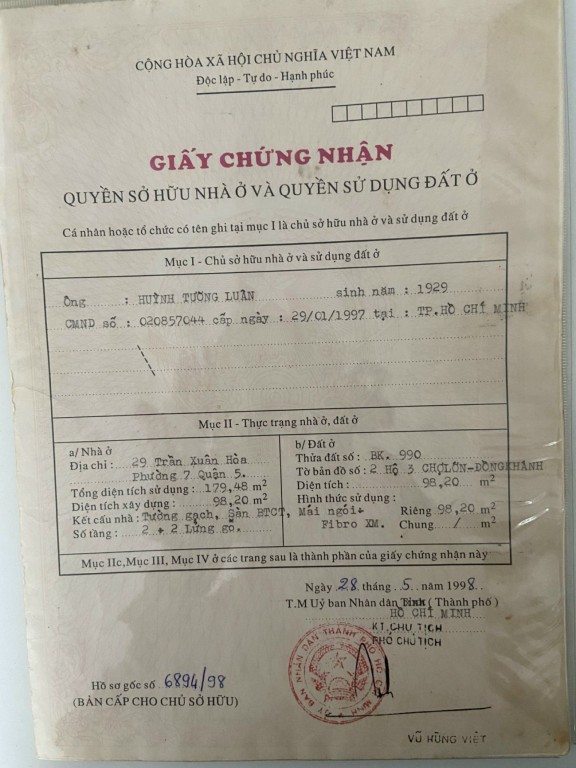 CỘNG HÒA XÃ HỘI CHỦ NGHĨA VIỆT NAM
Độc lập - Tự do - Hạnh phúc
GIẤY CHỨNG NHẬN
QUYỀN SỞ HỮU NHÀ Ở VÀ QUYỀN SỬ DỤNG ĐẤT Ở
Cá nhân hoặc tổ chức có tên ghi tại mục I là chủ sở hữu nhà ở và sử dụng đất ở
Mục I - Chủ sở hữu nhà ở và sử dụng đất ở
Ông : HUỲNH TƯỜNG LUÂN sinh năm : 1929
CMND số : 020857044 cấp ngày : 29/01/1997 tại : TP.HỒ CHÍ MINH
Mục II - Thực trạng nhà ở, đất ở
a/ Nhà ở
Địa chỉ : 29 Trần Xuân Hòa
Phường 7 Quận 5.
Tổng diện tích sử dụng : 179,48 m2
Diện tích xây dựng : 98,20 m2
Kết cấu nhà : Tường gạch, Sàn BTCT, Mái ngói+
Số tầng : 2 + 2 Lửng gỗ. Fibro XM.
b/ Đất ở
Thửa đất số : BK. 990
Tờ bản đồ số : 2 Hộ 3 CHỢLỚN-ĐỒNGKHÁNH
Diện tích : 98,20 m2
Hình thức sử dụng :
Riêng 98,20 m2
Chung / m2
Mục IIc, Mục III, Mục IV ở các trang sau là thành phần của giấy chứng nhận này
Ngày 28 tháng 5 năm 1998
T.M Uỷ ban Nhân dân Tỉnh ( Thành phố )
HỒ CHÍ MINH
KT.CHỦ TỊCH
PHÓ CHỦ TỊCH
ỦY BAN NHÂN DÂN THÀNH PHỐ HỒ CHÍ MINH
Hồ sơ gốc số 6894/98
(BẢN CẤP CHO CHỦ SỞ HỮU)
VŨ HÙNG VIỆT